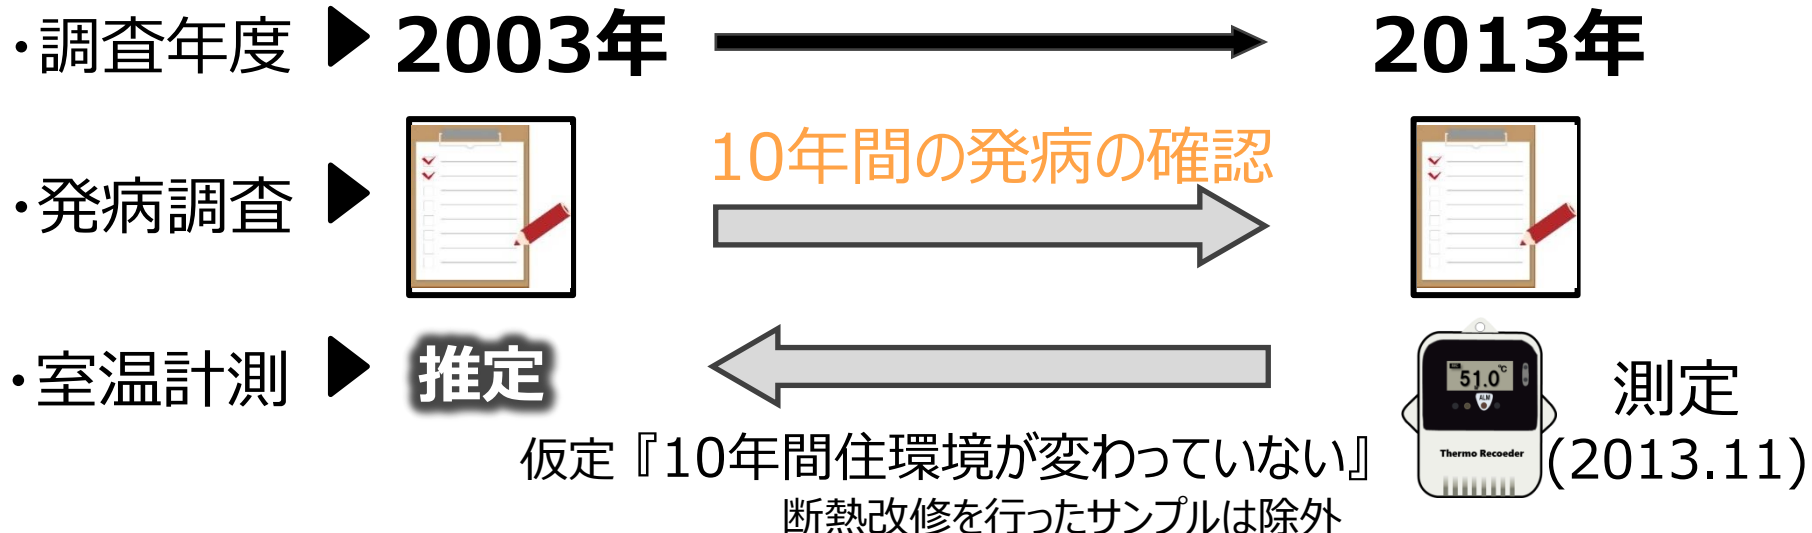 ・調査年度 ▶ 2003年 2013年
10年間の発病の確認
・発病調査 ▶
・室温計測 ▶ 推定 測定
51.0℃
ALM
Thermo Recoeder
(2013.11)
仮定『10年間住環境が変わっていない』
断熱改修を行ったサンプルは除外